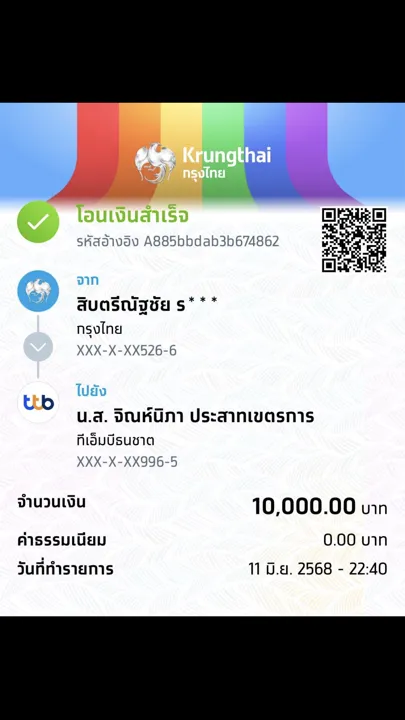 Krungthai
กรุงไทย
โอนเงินสำเร็จ
รหัสอ้างอิง A885bbdab3b674862
จาก
สิบตรีณัฐชัย ร***
กรุงไทย
XXX-X-XX526-6
ไปยัง
ttb
น.ส. จิณห์นิภา ประสาทเขตรการ
ทีเอ็มบีธนชาต
XXX-X-XX996-5
จำนวนเงิน 10,000.00 บาท
ค่าธรรมเนียม 0.00 บาท
วันที่ทำรายการ 11 มิ.ย. 2568 - 22:40